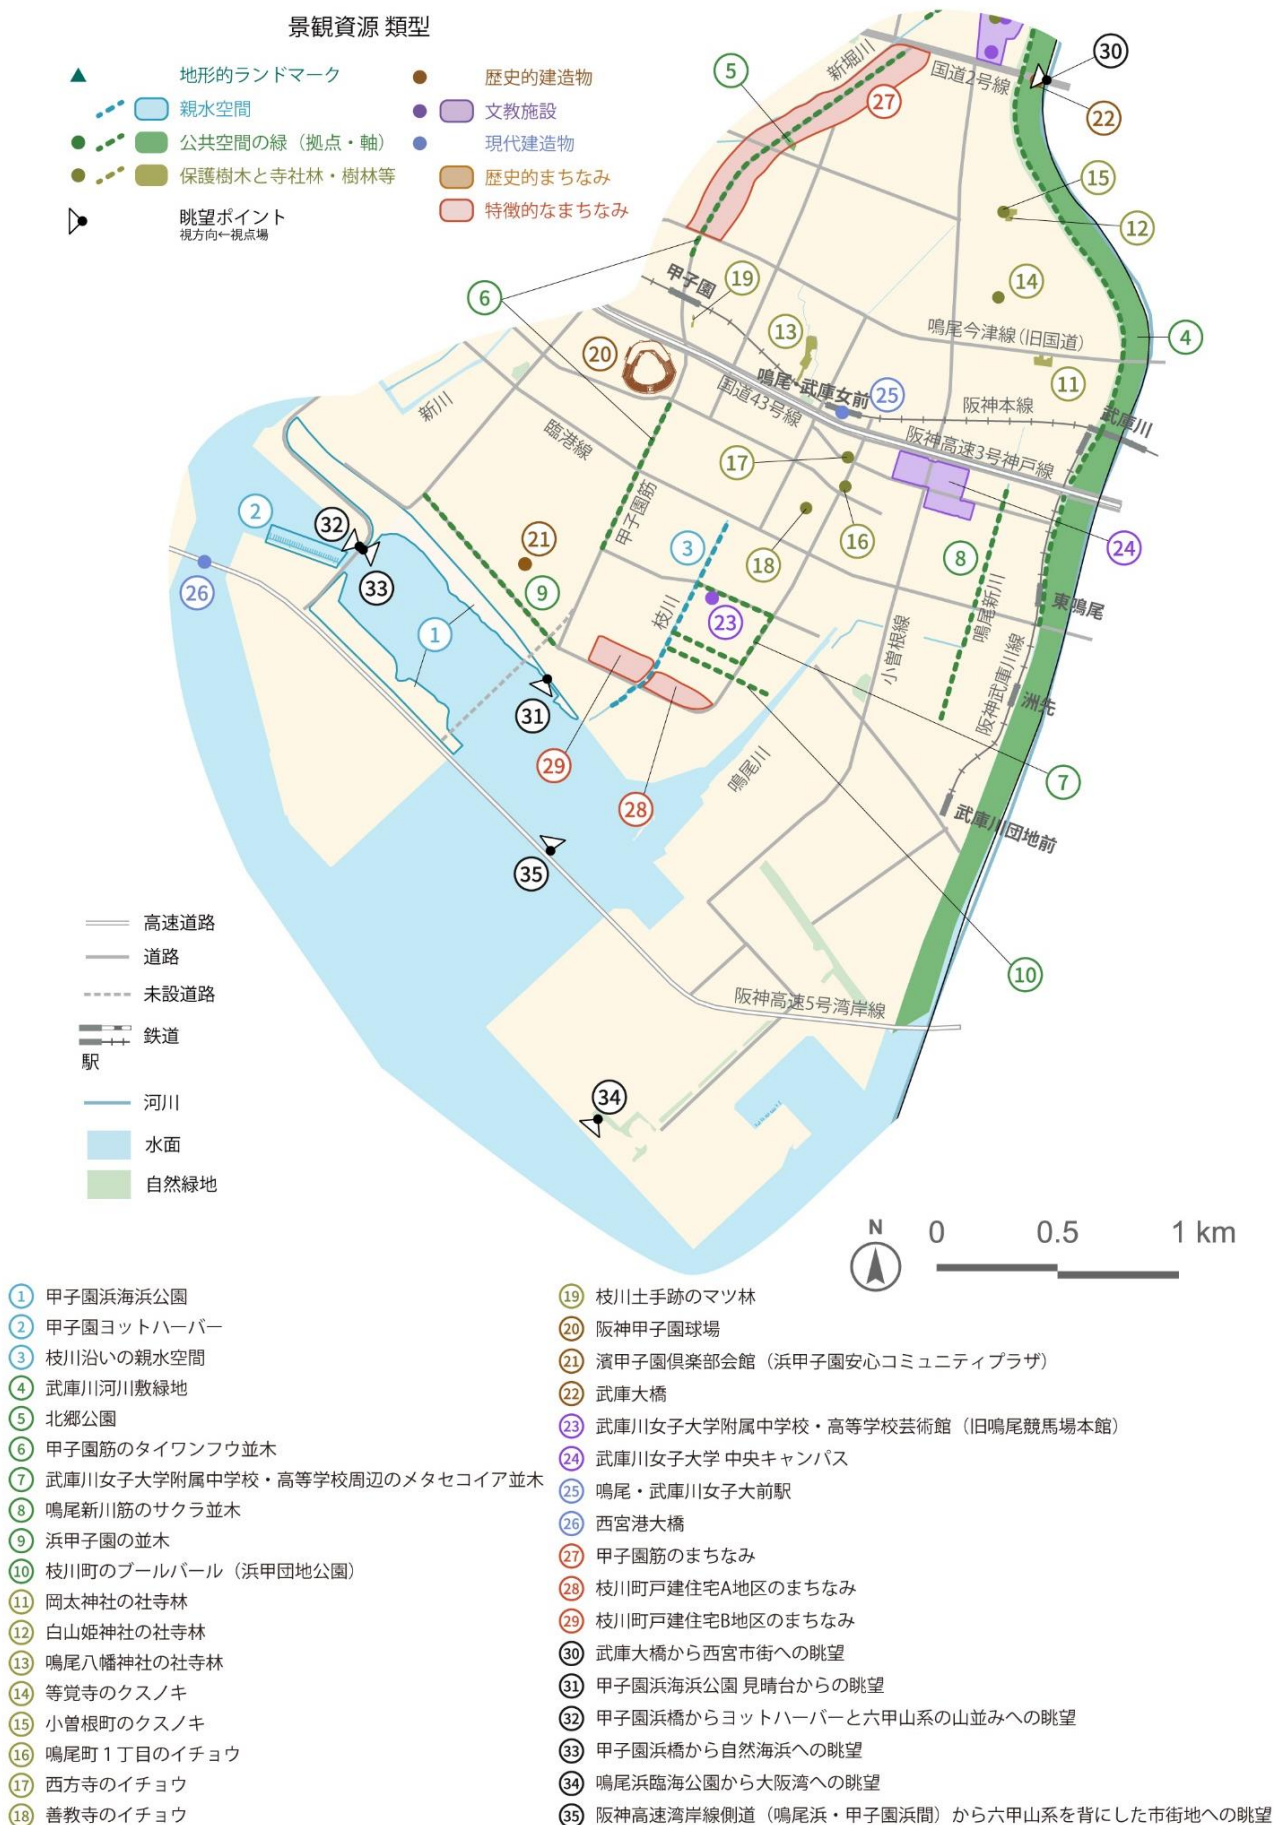 景観資源 類型
地形的ランドマーク
親水空間
公共空間の緑（拠点・軸）
保護樹木と寺社林・樹林等
眺望ポイント
視方向←視点場
歴史的建造物
文教施設
現代建造物
歴史的まちなみ
特徴的なまちなみ
新堀川
国道2号線
5
27
30
22
15
12
14
4
甲子園
19
6
13
鳴尾今津線（旧国道）
20
鳴尾・武庫女前
25
11
国道43号線
阪神本線
武庫川
新川
臨港線
阪神高速3号神戸線
17
甲子園筋
2
32
21
3
18
16
8
24
26
33
9
枝川
23
東鳴尾
1
小曽根線
鳴尾新川
阪神武庫川線
31
洲先
29
鳴尾川
7
28
武庫川団地前
35
10
阪神高速5号湾岸線
34
高速道路
道路
未設道路
鉄道
駅
河川
水面
自然緑地
N
0 0.5 1 km
1 甲子園浜海浜公園
2 甲子園ヨットハーバー
3 枝川沿いの親水空間
4 武庫川河川敷緑地
5 北郷公園
6 甲子園筋のタイワンフウ並木
7 武庫川女子大学附属中学校・高等学校周辺のメタセコイア並木
8 鳴尾新川筋のサクラ並木
9 浜甲子園の並木
10 枝川町のブールバール（浜甲団地公園）
11 岡太神社の社寺林
12 白山姫神社の社寺林
13 鳴尾八幡神社の社寺林
14 等覚寺のクスノキ
15 小曽根町のクスノキ
16 鳴尾町１丁目のイチョウ
17 西方寺のイチョウ
18 善教寺のイチョウ
19 枝川土手跡のマツ林
20 阪神甲子園球場
21 濱甲子園倶楽部会館（浜甲子園安心コミュニティプラザ）
22 武庫大橋
23 武庫川女子大学附属中学校・高等学校芸術館（旧鳴尾競馬場本館）
24 武庫川女子大学 中央キャンパス
25 鳴尾・武庫川女子大前駅
26 西宮港大橋
27 甲子園筋のまちなみ
28 枝川町戸建住宅A地区のまちなみ
29 枝川町戸建住宅B地区のまちなみ
30 武庫大橋から西宮市街への眺望
31 甲子園浜海浜公園 見晴台からの眺望
32 甲子園浜橋からヨットハーバーと六甲山系の山並みへの眺望
33 甲子園浜橋から自然海浜への眺望
34 鳴尾浜臨海公園から大阪湾への眺望
35 阪神高速湾岸線側道（鳴尾浜・甲子園浜間）から六甲山系を背にした市街地への眺望